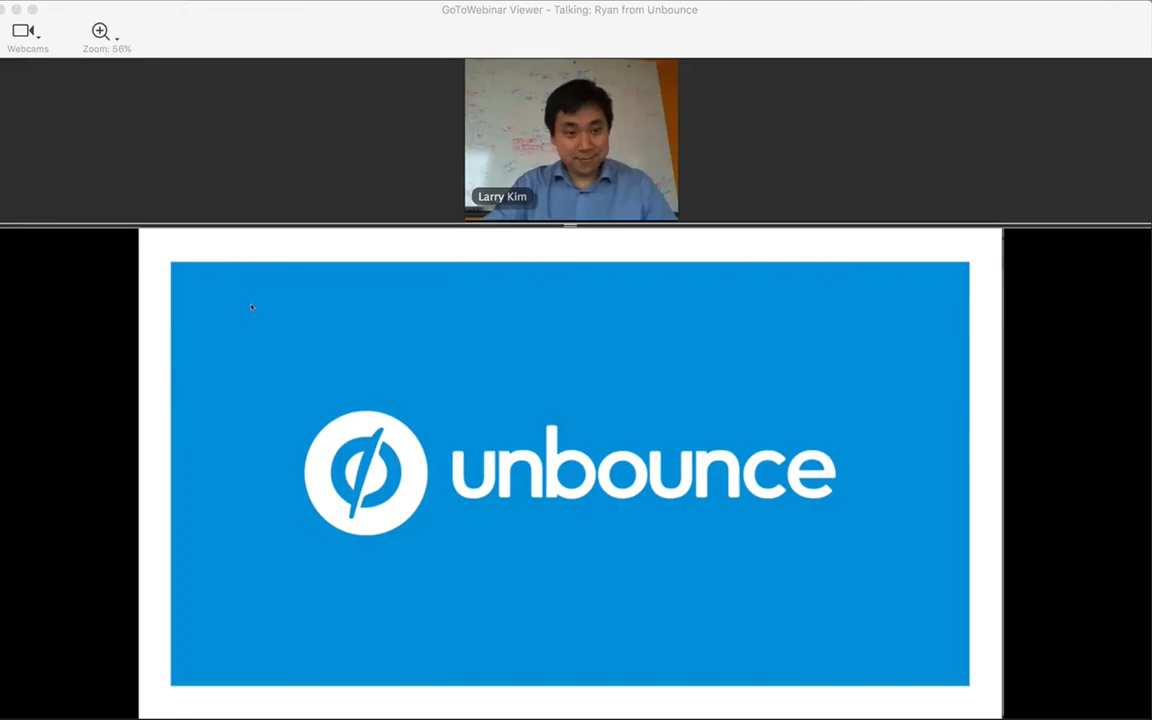 GoToWebinar Viewer - Talking: Ryan from Unbounce
Webcams
Zoom: 56%
Larry Kim
unbounce